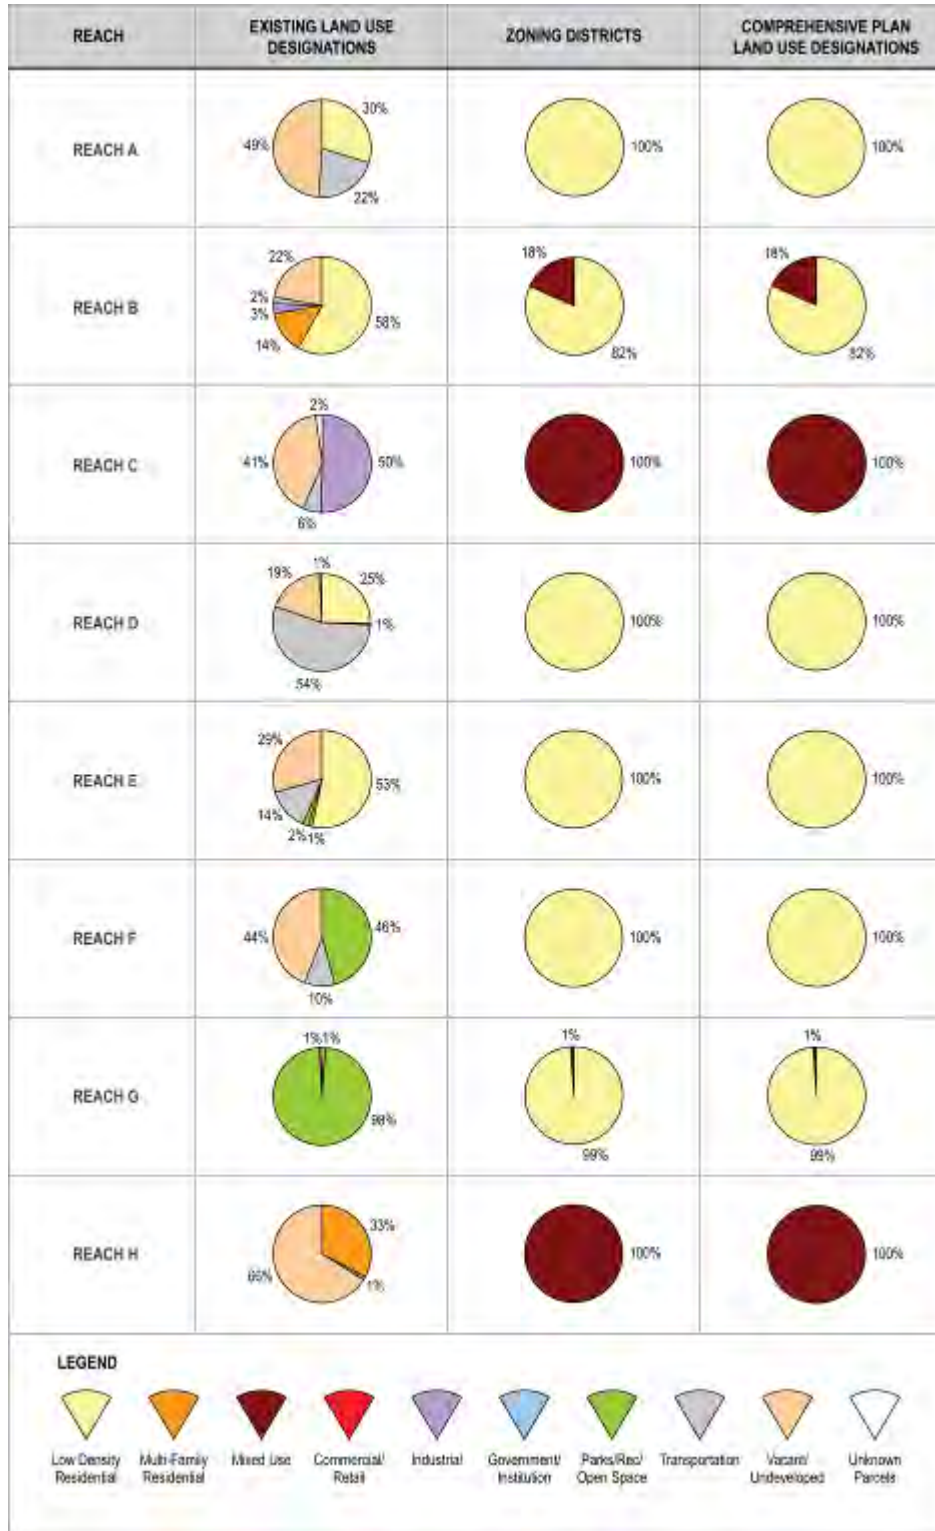 REACH
EXISTING LAND USE
DESIGNATIONS
ZONING DISTRICTS
COMPREHENSIVE PLAN
LAND USE DESIGNATIONS
REACH A
30%
49%
22%
100%
100%
REACH B
22%
2%
3%
14%
58%
18%
82%
18%
82%
REACH C
2%
41%
50%
6%
100%
100%
REACH D
19%
1%
25%
1%
54%
100%
100%
REACH E
29%
53%
14%
2%
1%
100%
100%
REACH F
44%
46%
10%
100%
100%
REACH G
1%
1%
98%
1%
99%
1%
99%
REACH H
33%
66%
1%
100%
100%
LEGEND
Low Density
Residential
Multi-Family
Residential
Mixed Use
Commercial/
Retail
Industrial
Government/
Institution
Parks/Rec/
Open Space
Transportation
Vacant/
Undeveloped
Unknown
Parcels